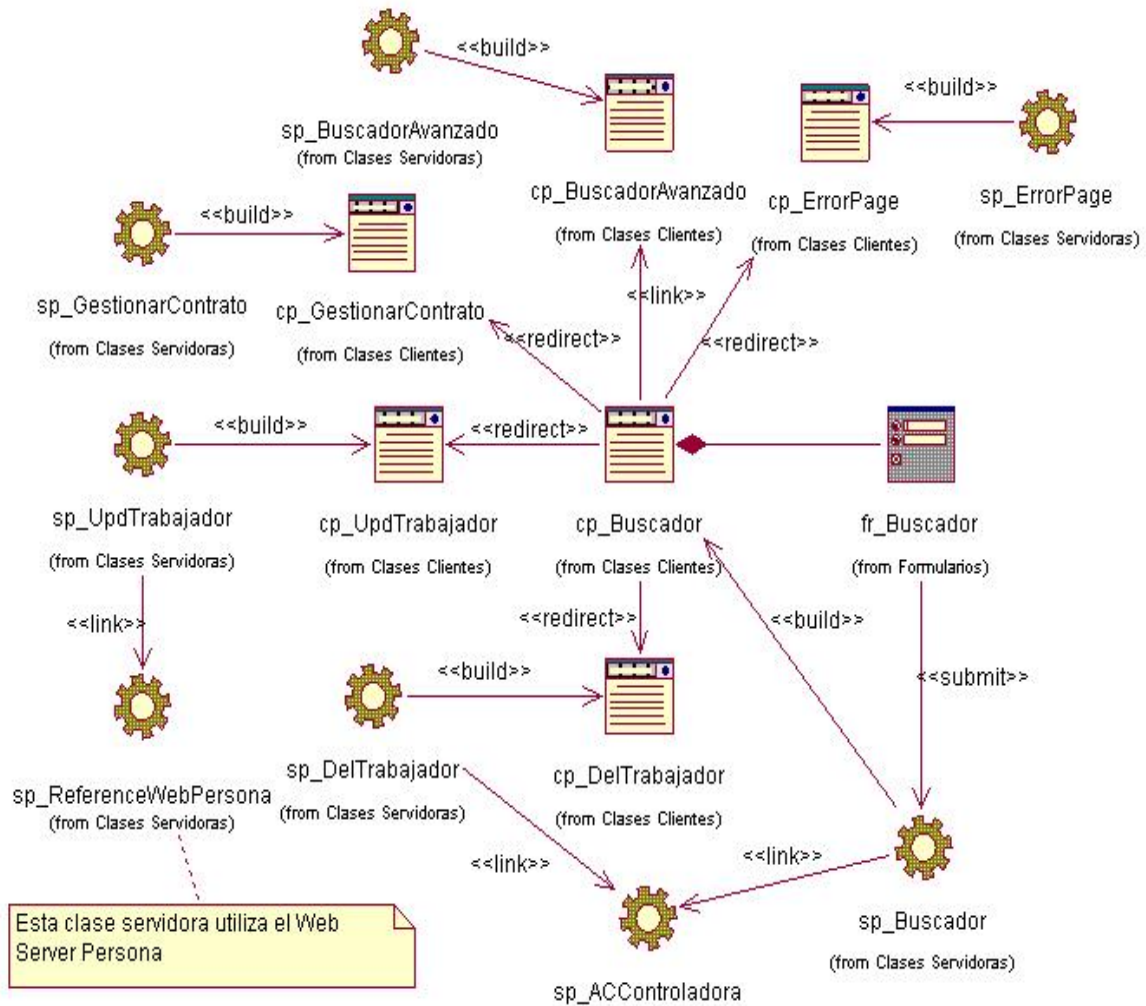 <<build>>
<<build>>
sp_BuscadorAvanzado
(from Clases Servidoras)
cp_BuscadorAvanzado
(from Clases Clientes)
cp_ErrorPage
(from Clases Clientes)
sp_ErrorPage
(from Clases Servidoras)
<<build>>
sp_GestionarContrato
(from Clases Servidoras)
cp_GestionarContrato
(from Clases Clientes)
<<link>>
<<redirect>>
<<redirect>>
<<build>>
<<redirect>>
sp_UpdTrabajador
(from Clases Servidoras)
cp_UpdTrabajador
(from Clases Clientes)
cp_Buscador
(from Clases Clientes)
fr_Buscador
(from Formularios)
<<link>>
<<redirect>>
<<build>>
<<build>>
<<submit>>
sp_ReferenceWebPersona
(from Clases Servidoras)
sp_DelTrabajador
(from Clases Servidoras)
cp_DelTrabajador
(from Clases Clientes)
<<link>>
<<link>>
Esta clase servidora utiliza el Web
Server Persona
sp_Buscador
(from Clases Servidoras)
sp_ACControladora